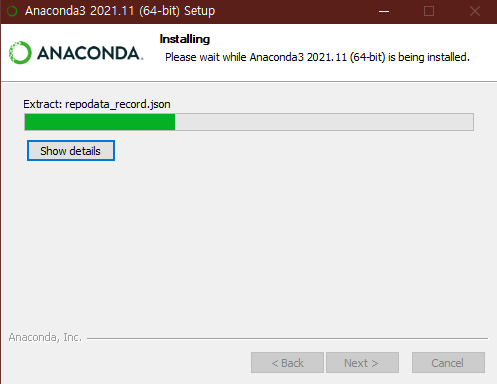 Anaconda3 2021.11 (64-bit) Setup
ANACONDA.
Installing
Please wait while Anaconda3 2021.11 (64-bit) is being installed.
Extract: repodata_record.json
Show details
Anaconda, Inc.
< Back
Next >
Cancel